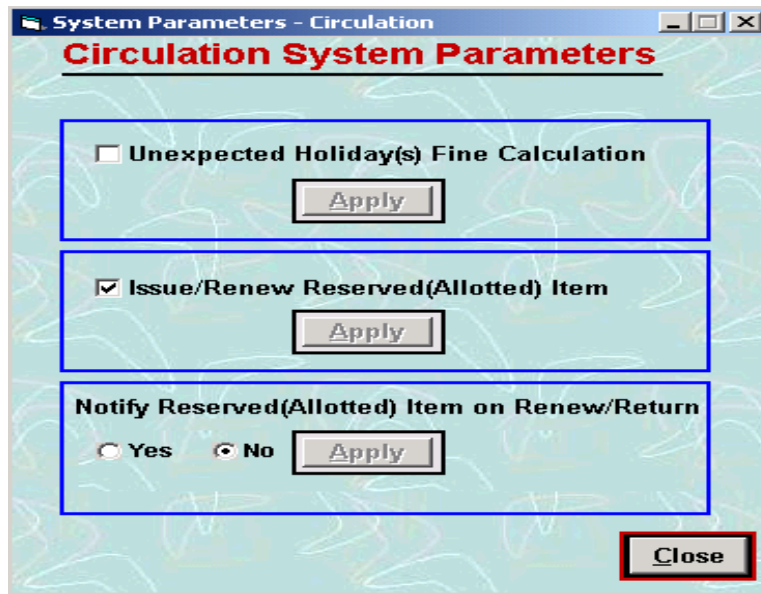 System Parameters - Circulation
Circulation System Parameters
Unexpected Holiday(s) Fine Calculation
Apply
Issue/Renew Reserved(Allotted) Item
Apply
Notify Reserved(Allotted) Item on Renew/Return
Yes No Apply
Close